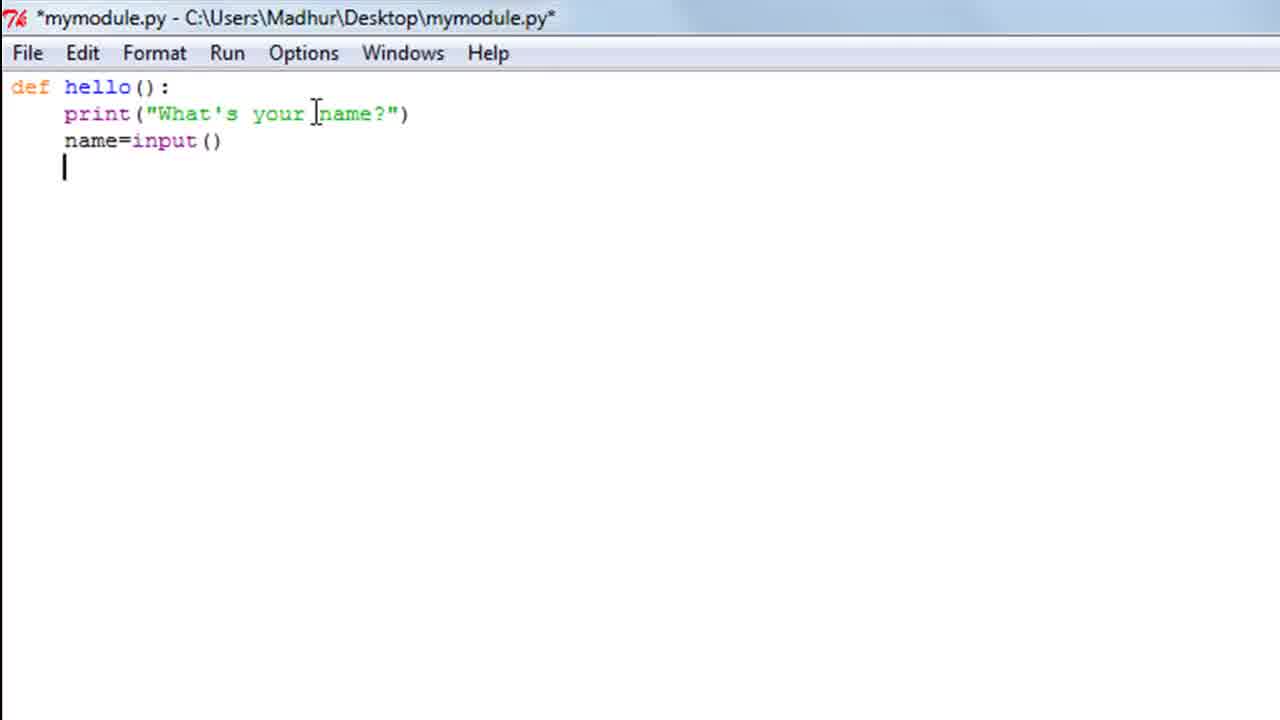 *mymodule.py - C:\Users\Madhur\Desktop\mymodule.py*
File Edit Format Run Options Windows Help
def hello():
    print("What's your name?")
    name=input()